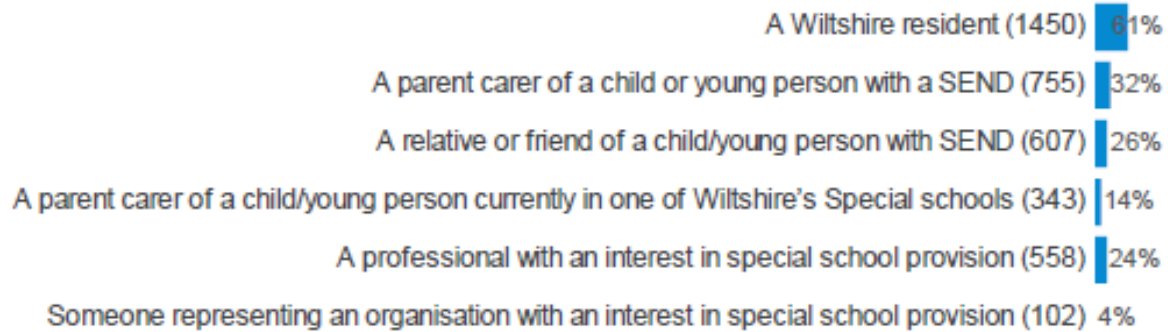 A Wiltshire resident (1450) 61%
A parent carer of a child or young person with a SEND (755) 32%
A relative or friend of a child/young person with SEND (607) 26%
A parent carer of a child/young person currently in one of Wiltshire's Special schools (343) 14%
A professional with an interest in special school provision (558) 24%
Someone representing an organisation with an interest in special school provision (102) 4%